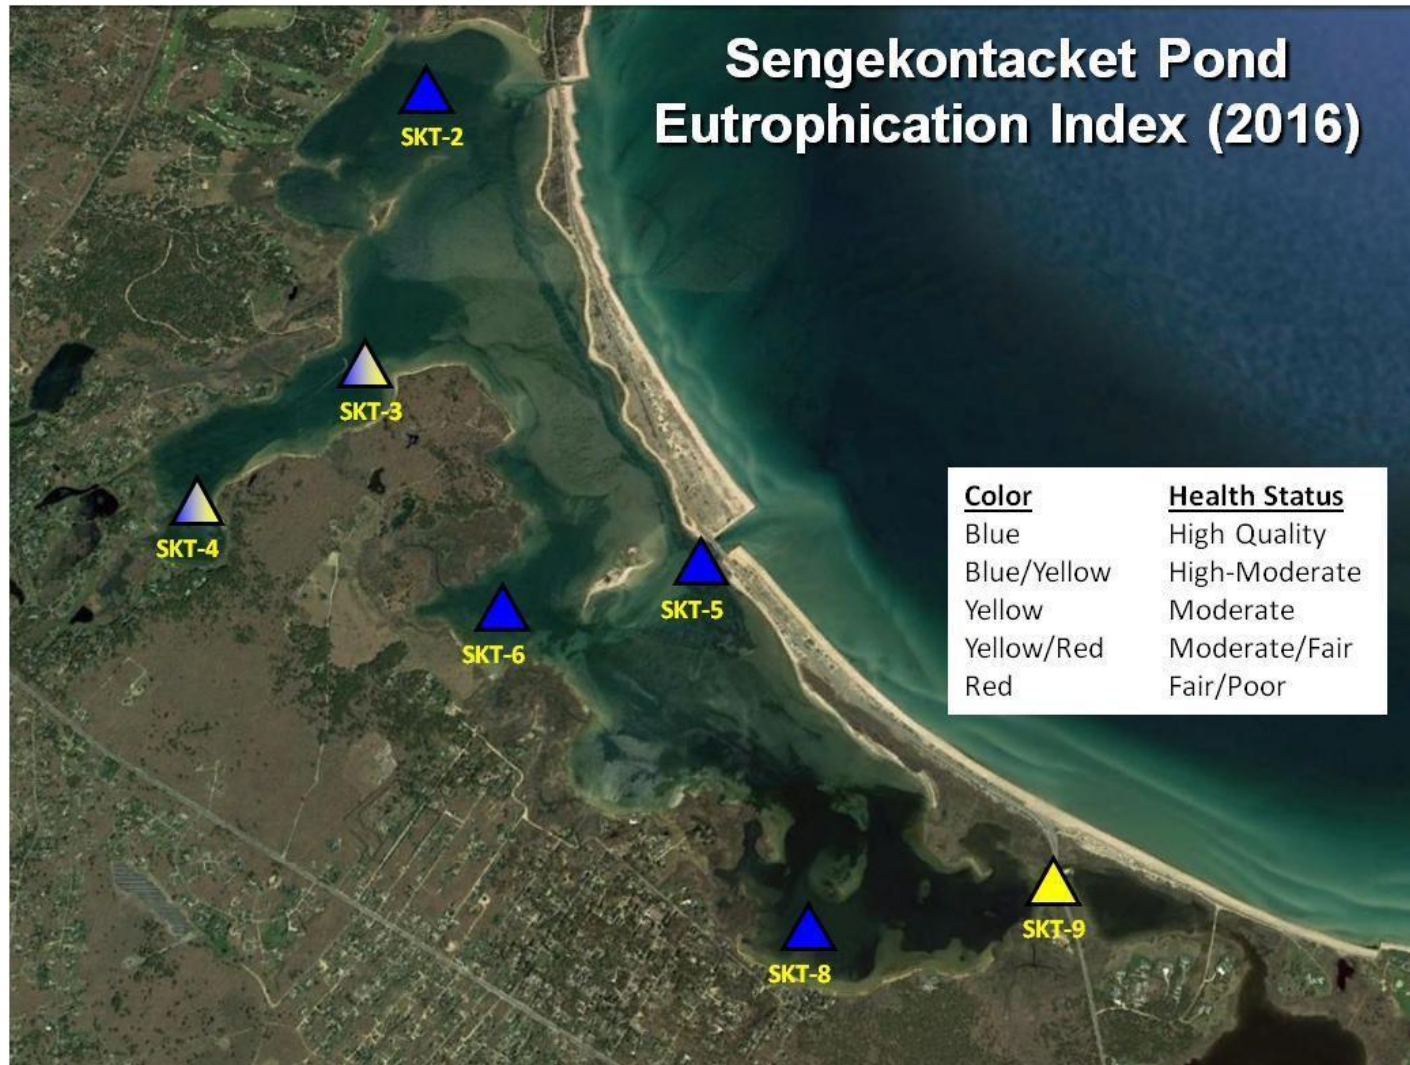 Sengekontacket Pond
Eutrophication Index (2016)
SKT-2
SKT-3
SKT-4
SKT-5
SKT-6
SKT-8
SKT-9
Color Health Status
Blue High Quality
Blue/Yellow High-Moderate
Yellow Moderate
Yellow/Red Moderate/Fair
Red Fair/Poor